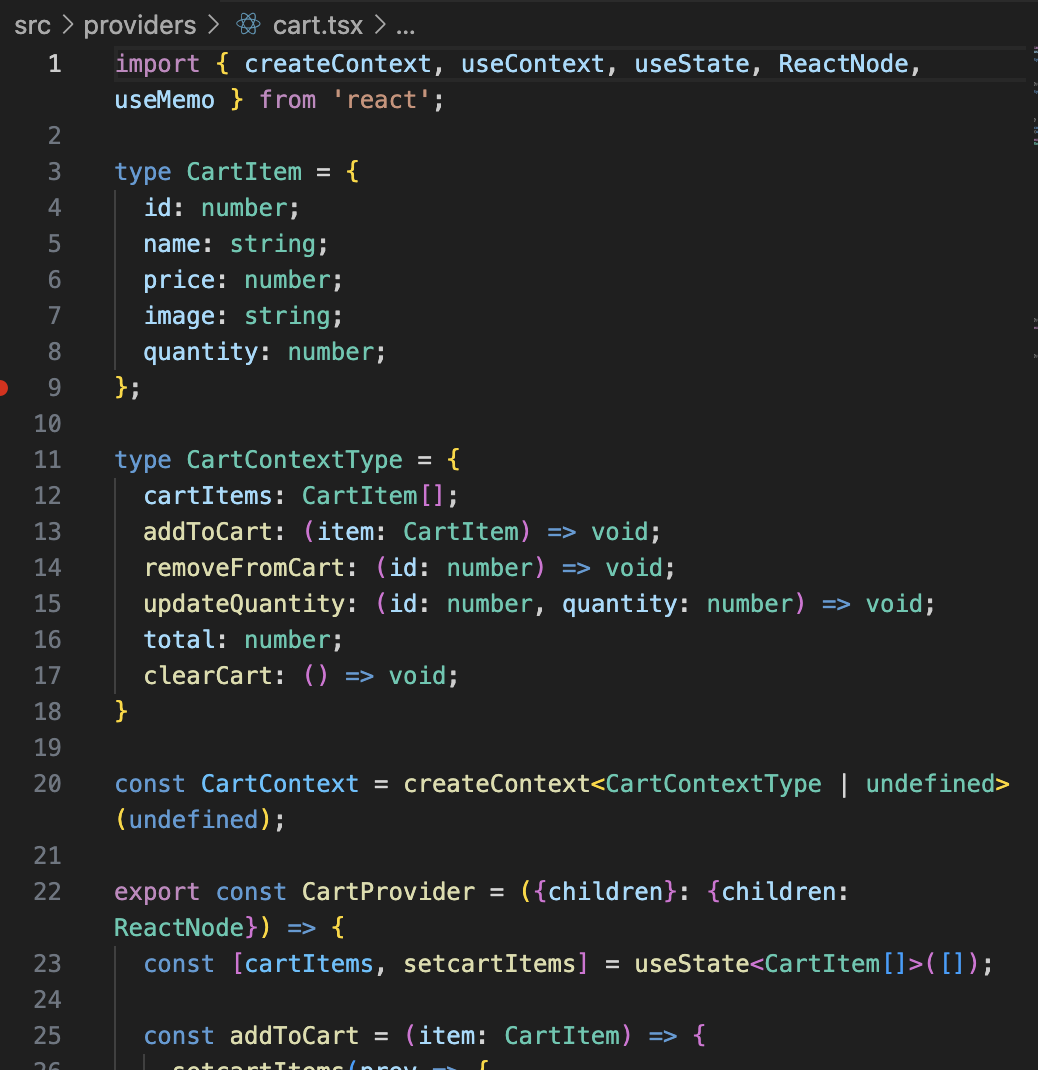 src > providers > cart.tsx > ...
1 import { createContext, useContext, useState, ReactNode,
useMemo } from 'react';
2
3 type CartItem = {
4 id: number;
5 name: string;
6 price: number;
7 image: string;
8 quantity: number;
9 };
10
11 type CartContextType = {
12 cartItems: CartItem[];
13 addToCart: (item: CartItem) => void;
14 removeFromCart: (id: number) => void;
15 updateQuantity: (id: number, quantity: number) => void;
16 total: number;
17 clearCart: () => void;
18 }
19
20 const CartContext = createContext<CartContextType | undefined>
(undefined);
21
22 export const CartProvider = ({children}: {children:
ReactNode}) => {
23 const [cartItems, setcartItems] = useState<CartItem[]>([]);
24
25 const addToCart = (item: CartItem) => {
26 setcartItems(prev => {